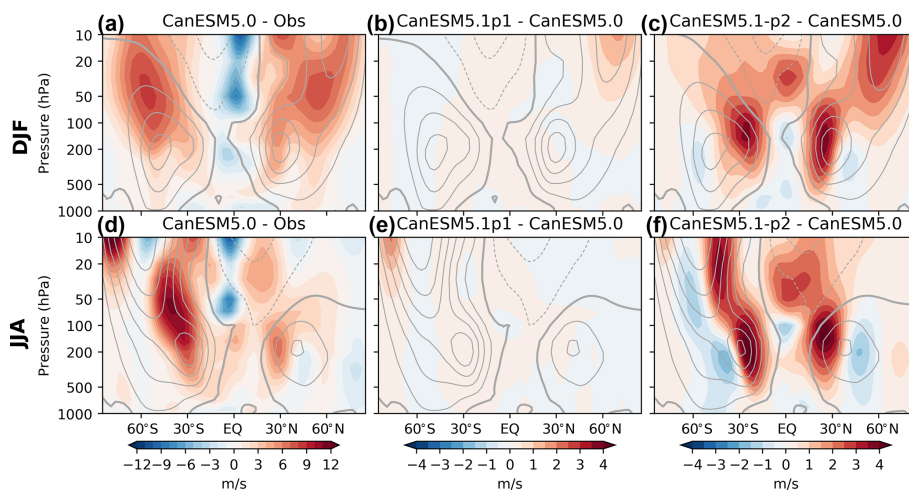 (a) CanESM5.0 - Obs
(b) CanESM5.1p1 - CanESM5.0
(c) CanESM5.1-p2 - CanESM5.0
DJF
Pressure (hPa)
10
20
50
100
200
500
1000
(d) CanESM5.0 - Obs
(e) CanESM5.1p1 - CanESM5.0
(f) CanESM5.1-p2 - CanESM5.0
JJA
Pressure (hPa)
10
20
50
100
200
500
1000
60°S 30°S EQ 30°N 60°N
60°S 30°S EQ 30°N 60°N
60°S 30°S EQ 30°N 60°N
−12 −9 −6 −3 0 3 6 9 12
m/s
−4 −3 −2 −1 0 1 2 3 4
m/s
−4 −3 −2 −1 0 1 2 3 4
m/s